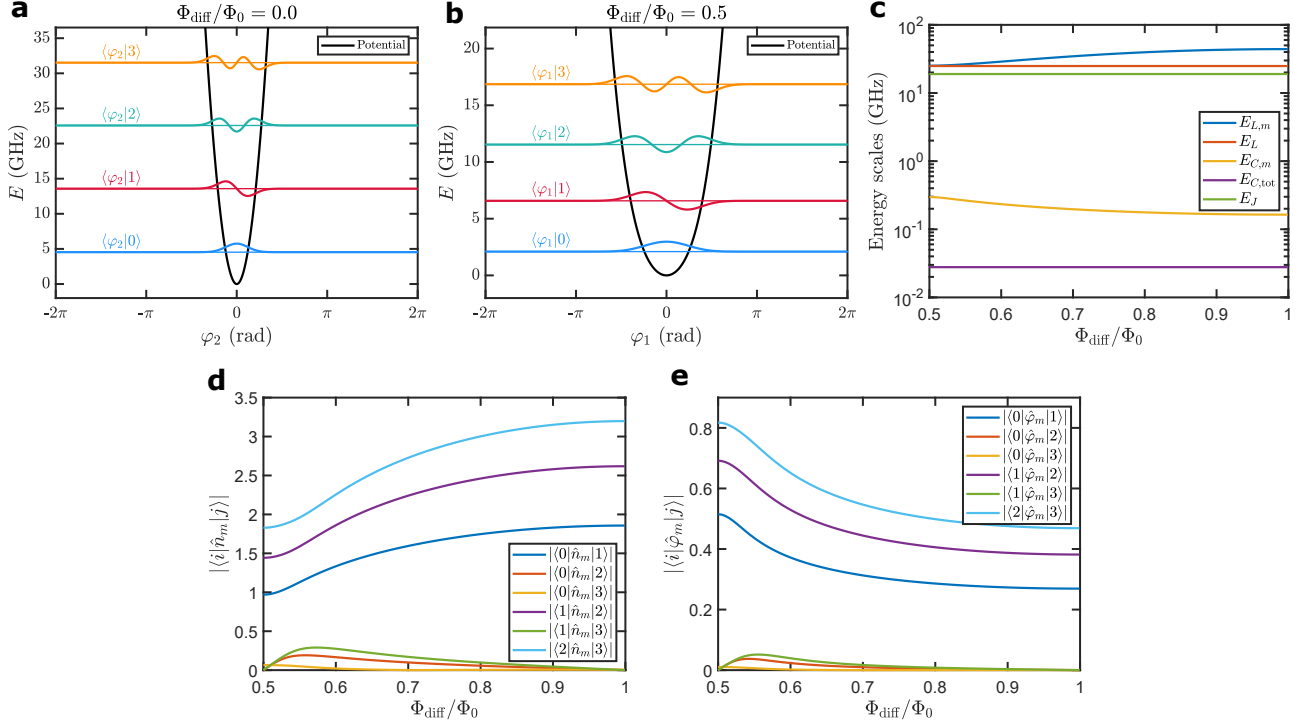 a
Φdiff/Φ0 = 0.0
E (GHz)
35
30
25
20
15
10
5
0
⟨φ2|3⟩
⟨φ2|2⟩
⟨φ2|1⟩
⟨φ2|0⟩
Potential
-2π
-π
0
π
2π
φ2 (rad)
b
Φdiff/Φ0 = 0.5
E (GHz)
20
15
10
5
0
⟨φ1|3⟩
⟨φ1|2⟩
⟨φ1|1⟩
⟨φ1|0⟩
Potential
-2π
-π
0
π
2π
φ1 (rad)
c
Energy scales (GHz)
10^2
10^1
10^0
10^-1
10^-2
E_{L,m}
E_L
E_{C,m}
E_{C,tot}
E_J
0.5
0.6
0.7
0.8
0.9
1
Φdiff/Φ0
d
|⟨i|n̂m|j⟩|
3.5
3
2.5
2
1.5
1
0.5
0
|⟨0|n̂m|1⟩|
|⟨0|n̂m|2⟩|
|⟨0|n̂m|3⟩|
|⟨1|n̂m|2⟩|
|⟨1|n̂m|3⟩|
|⟨2|n̂m|3⟩|
0.5
0.6
0.7
0.8
0.9
1
Φdiff/Φ0
e
|⟨i|φ̂m|j⟩|
0.8
0.6
0.4
0.2
0
|⟨0|φ̂m|1⟩|
|⟨0|φ̂m|2⟩|
|⟨0|φ̂m|3⟩|
|⟨1|φ̂m|2⟩|
|⟨1|φ̂m|3⟩|
|⟨2|φ̂m|3⟩|
0.5
0.6
0.7
0.8
0.9
1
Φdiff/Φ0